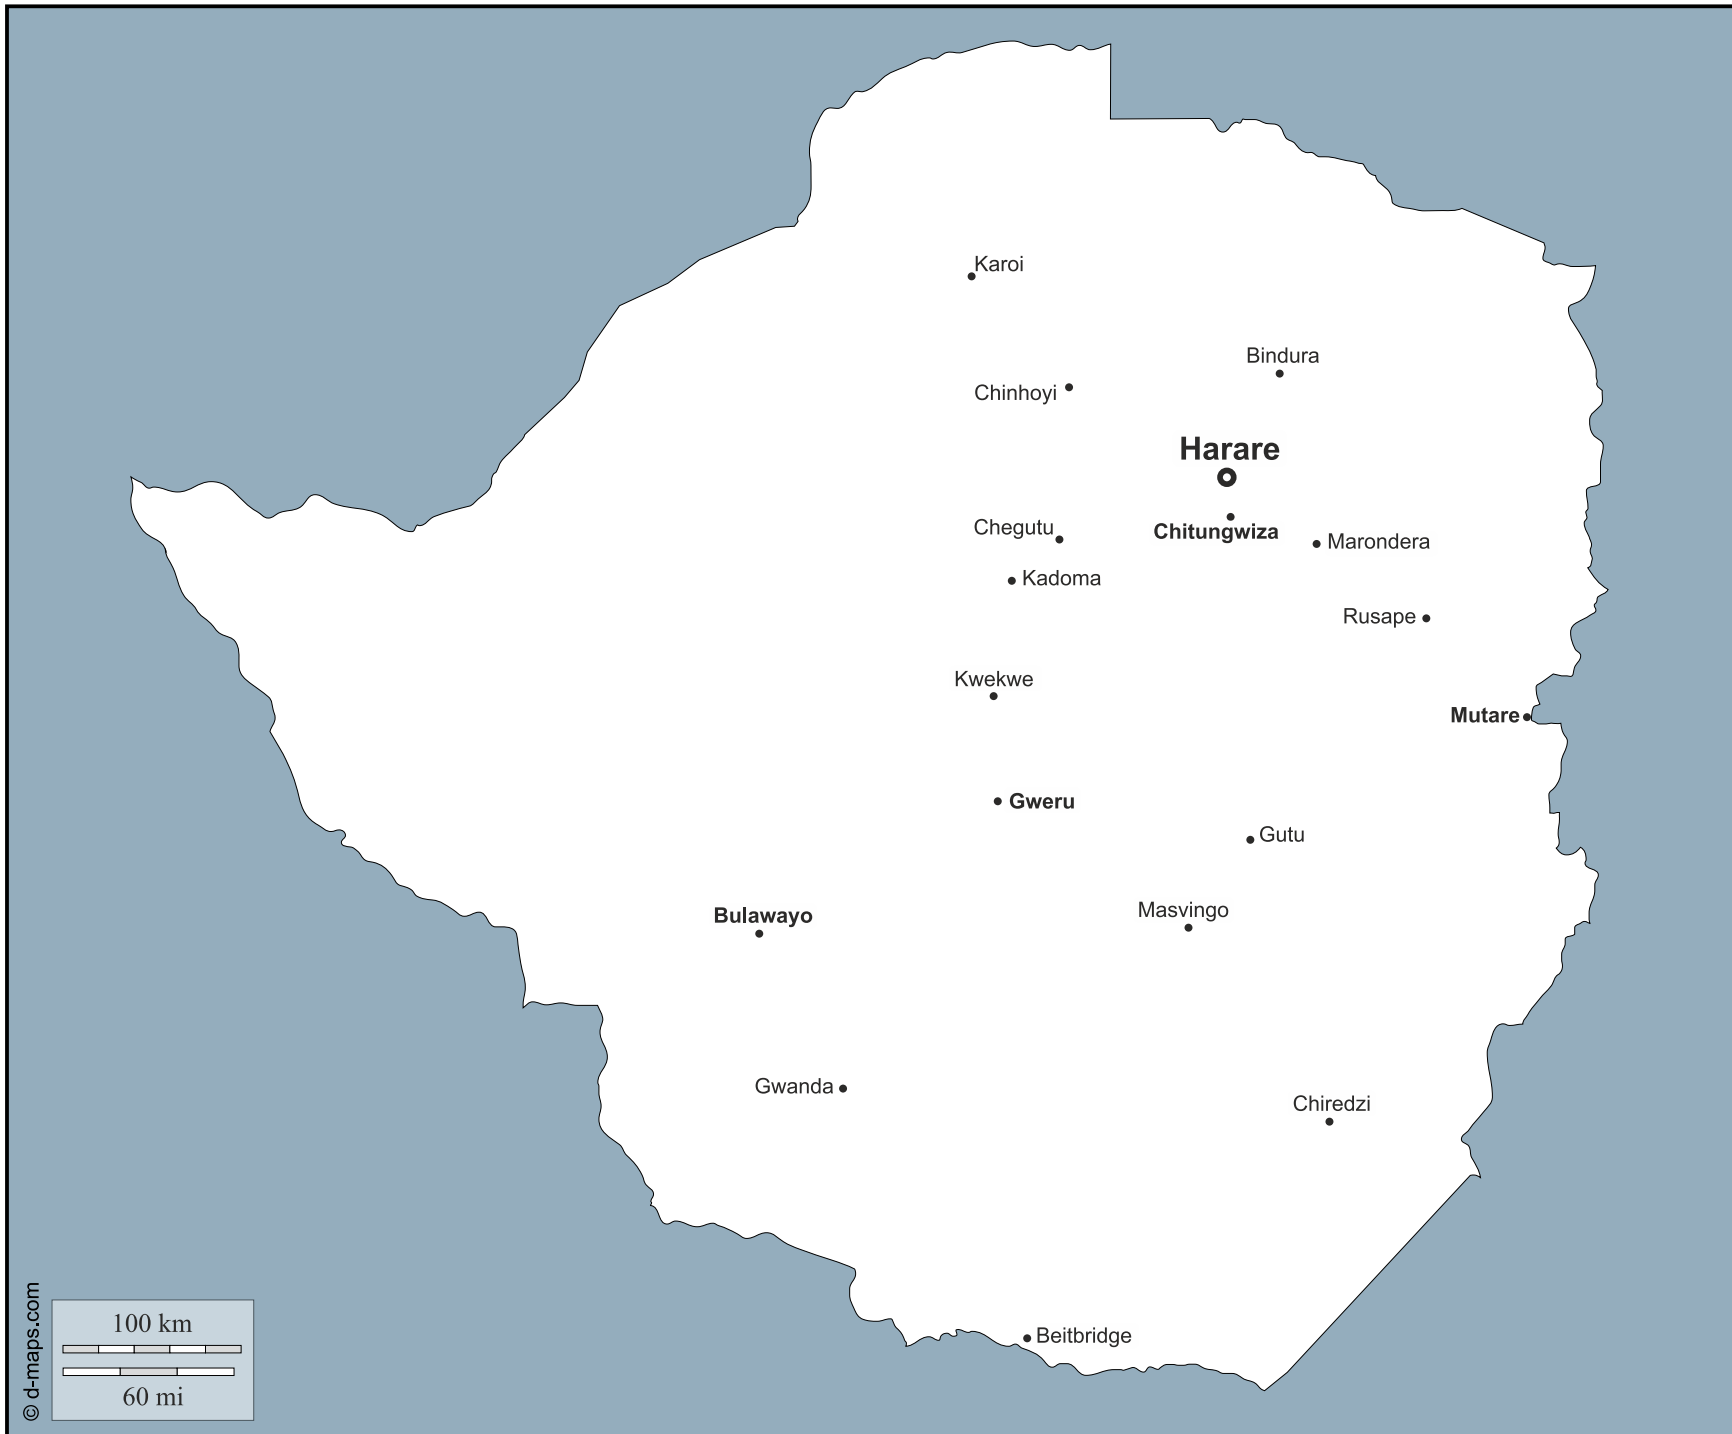 Karoi
Bindura
Chinhoyi
Harare
Chegutu
Chitungwiza
Marondera
Kadoma
Rusape
Kwekwe
Mutare
Gweru
Gutu
Bulawayo
Masvingo
Gwanda
Chiredzi
Beitbridge
100 km
60 mi
© d-maps.com